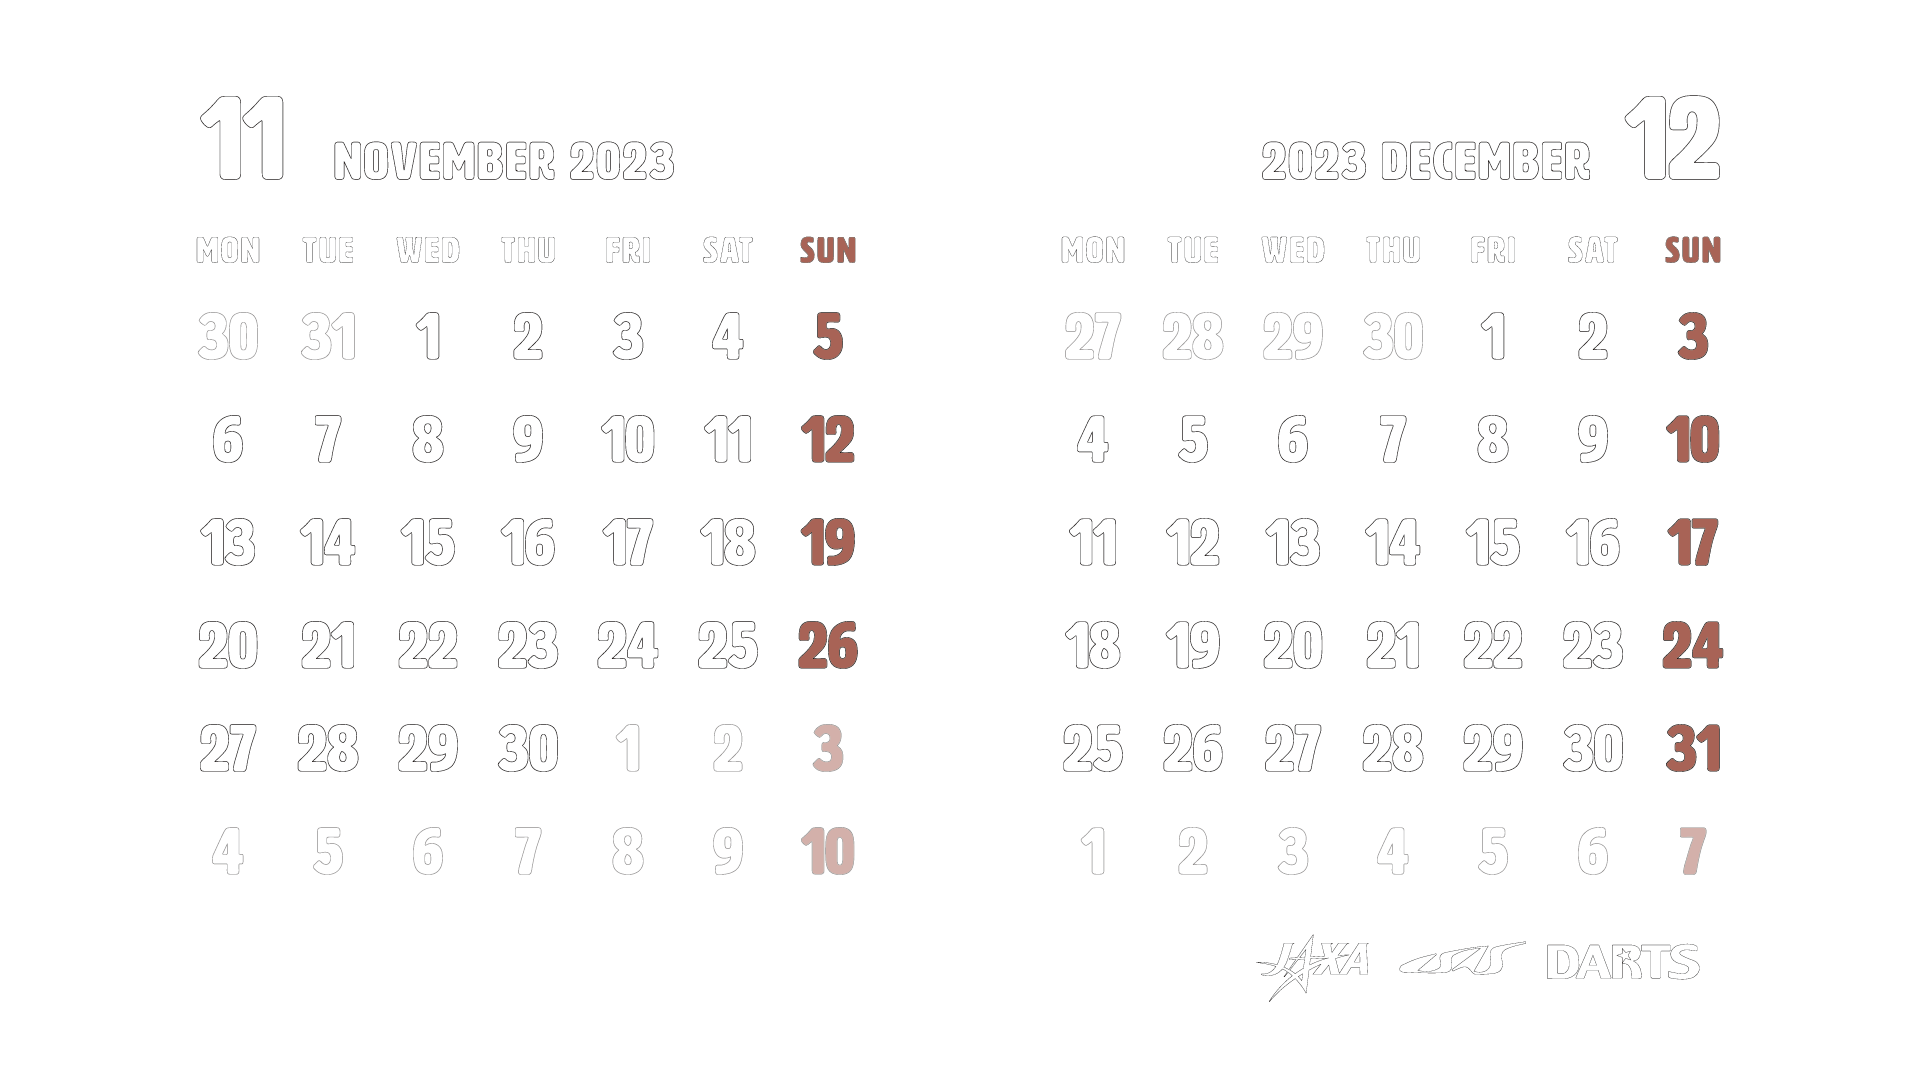 11 NOVEMBER 2023
MON TUE WED THU FRI SAT SUN
30 31 1 2 3 4 5
6 7 8 9 10 11 12
13 14 15 16 17 18 19
20 21 22 23 24 25 26
27 28 29 30 1 2 3
4 5 6 7 8 9 10
2023 DECEMBER 12
MON TUE WED THU FRI SAT SUN
27 28 29 30 1 2 3
4 5 6 7 8 9 10
11 12 13 14 15 16 17
18 19 20 21 22 23 24
25 26 27 28 29 30 31
1 2 3 4 5 6 7
JAXA ISAS DARTS